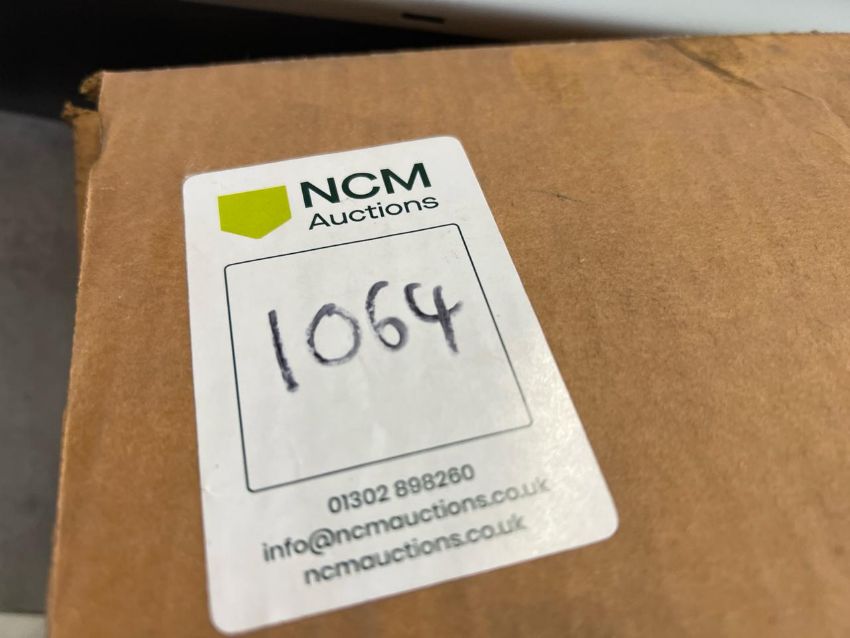 NCM
Auctions
1064
01302 898260
info@ncmauctions.co.uk
ncmauctions.co.uk